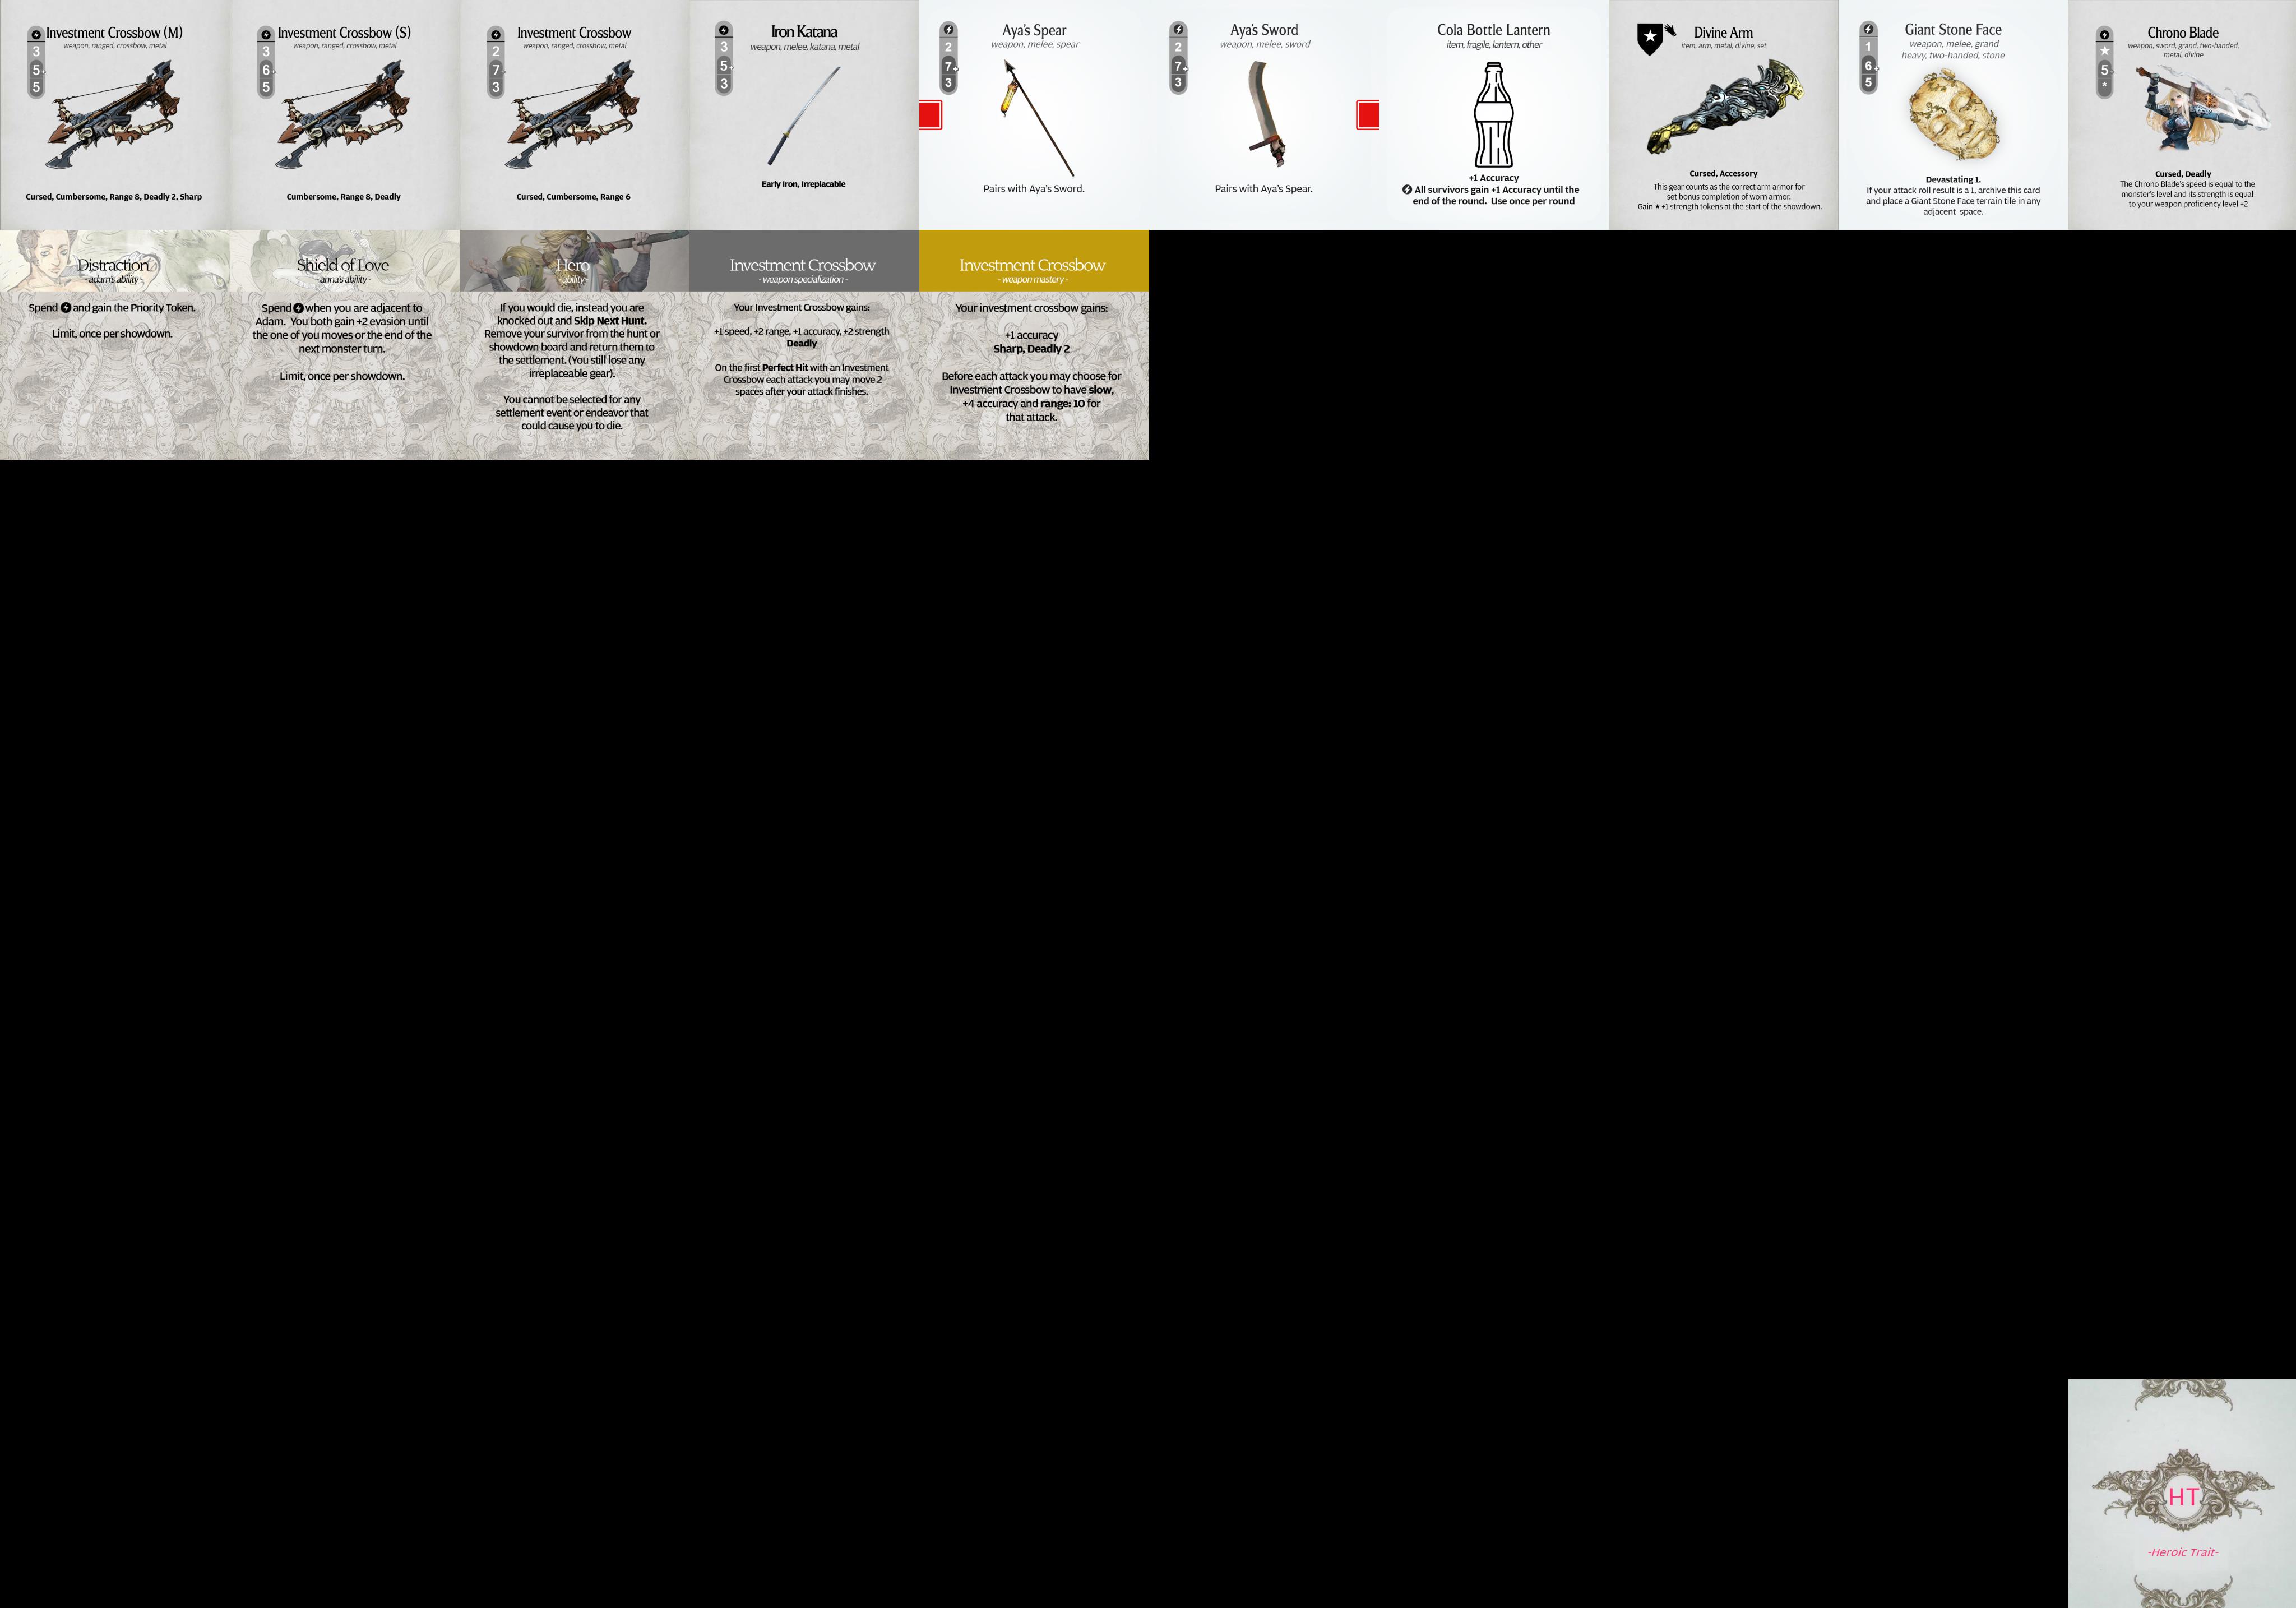 Investment Crossbow (M)
weapon, ranged, crossbow, metal
3
5
5
Cursed, Cumbersome, Range 8, Deadly 2, Sharp
Investment Crossbow (S)
weapon, ranged, crossbow, metal
3
6
5
Cumbersome, Range 8, Deadly
Investment Crossbow
weapon, ranged, crossbow, metal
2
7
3
Cursed, Cumbersome, Range 6
Iron Katana
weapon, melee, katana, metal
3
5
3
Early Iron, Irreplacable
Aya's Spear
weapon, melee, spear
2
7+
3
Pairs with Aya's Sword.
Aya's Sword
weapon, melee, sword
2
7+
3
Pairs with Aya's Spear.
Cola Bottle Lantern
item, fragile, lantern, other
+1 Accuracy
All survivors gain +1 Accuracy until the
end of the round. Use once per round
Divine Arm
item, arm, metal, divine, set
Cursed, Accessory
This gear counts as the correct arm armor for
set bonus completion of worn armor.
Gain ★ +1 strength tokens at the start of the showdown.
Giant Stone Face
weapon, melee, grand
heavy, two-handed, stone
1
6+
5
Devastating 1.
If your attack roll result is a 1, archive this card
and place a Giant Stone Face terrain tile in any
adjacent space.
Chrono Blade
weapon, sword, grand, two-handed,
metal, divine
★
5
★
Cursed, Deadly
The Chrono Blade's speed is equal to the
monster's level and its strength is equal
to your weapon proficiency level +2
Distraction
- adam's ability -
Spend and gain the Priority Token.
Limit, once per showdown.
Shield of Love
- anna's ability -
Spend when you are adjacent to
Adam. You both gain +2 evasion until
the one of you moves or the end of the
next monster turn.
Limit, once per showdown.
Hero
- ability -
If you would die, instead you are
knocked out and Skip Next Hunt.
Remove your survivor from the hunt or
showdown board and return them to
the settlement. (You still lose any
irreplaceable gear).
You cannot be selected for any
settlement event or endeavor that
could cause you to die.
Investment Crossbow
- weapon specialization -
Your Investment Crossbow gains:
+1 speed, +2 range, +1 accuracy, +2 strength
Deadly
On the first Perfect Hit with an Investment
Crossbow each attack you may move 2
spaces after your attack finishes.
Investment Crossbow
- weapon mastery -
Your investment crossbow gains:
+1 accuracy
Sharp, Deadly 2
Before each attack you may choose for
Investment Crossbow to have slow,
+4 accuracy and range: 10 for
that attack.
HT
-Heroic Trait-